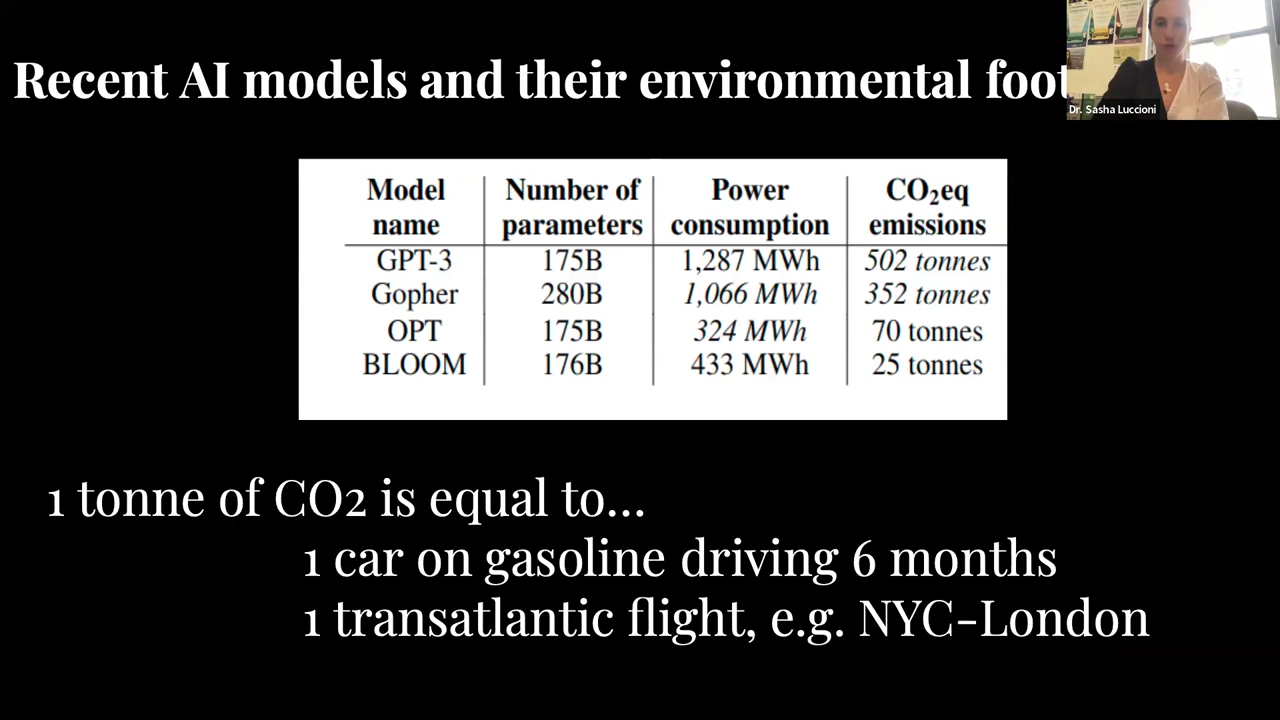 Recent AI models and their environmental foot
Dr. Sasha Luccioni
Model name | Number of parameters | Power consumption | CO₂eq emissions
GPT-3 | 175B | 1,287 MWh | 502 tonnes
Gopher | 280B | 1,066 MWh | 352 tonnes
OPT | 175B | 324 MWh | 70 tonnes
BLOOM | 176B | 433 MWh | 25 tonnes
1 tonne of CO2 is equal to...
1 car on gasoline driving 6 months
1 transatlantic flight, e.g. NYC-London